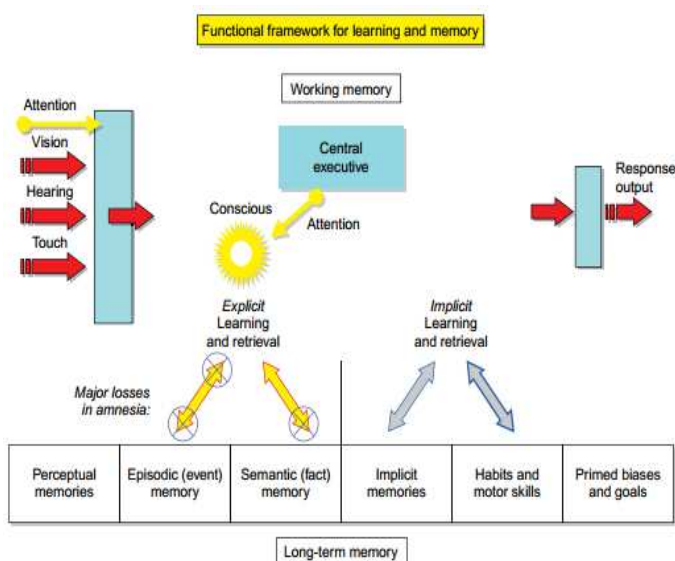 Functional framework for learning and memory
Working memory
Attention
Vision
Hearing
Touch
Central
executive
Conscious
Attention
Response
output
Explicit
Learning
and retrieval
Implicit
Learning
and retrieval
Major losses
in amnesia:
Perceptual
memories
Episodic (event)
memory
Semantic (fact)
memory
Implicit
memories
Habits and
motor skills
Primed biases
and goals
Long-term memory